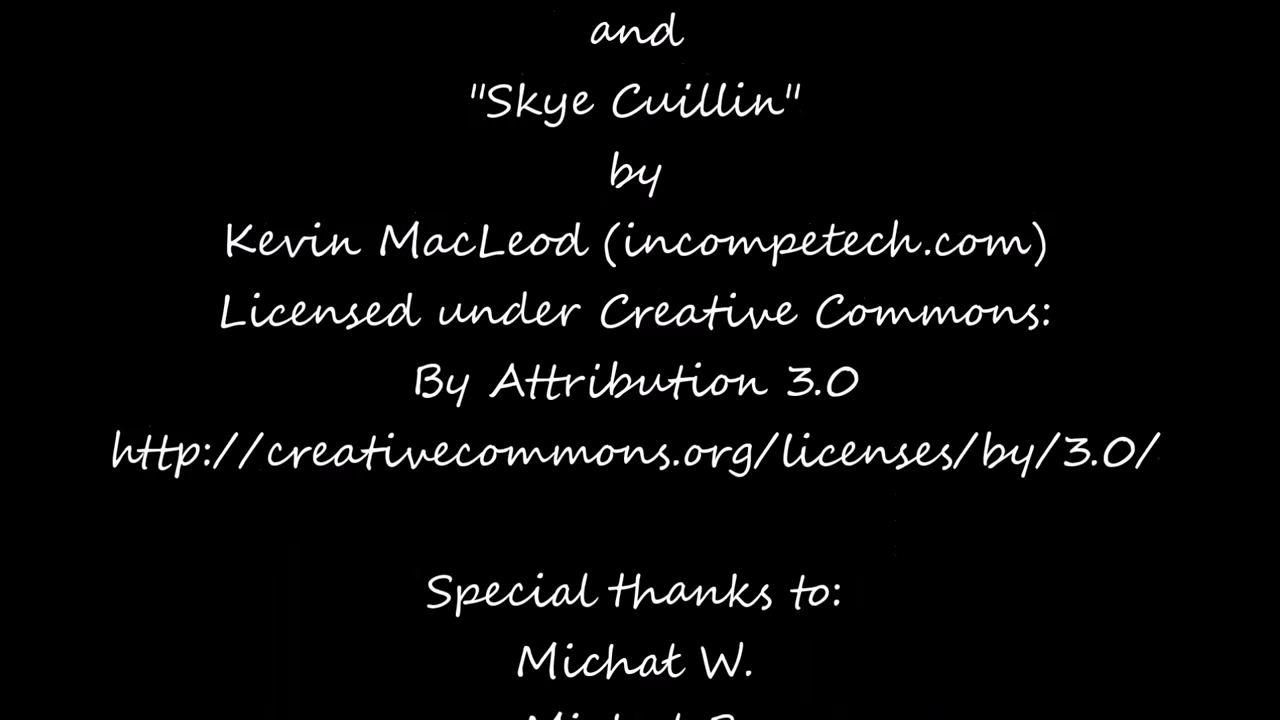 and
"Skye Cuillin"
by
Kevin MacLeod (incompetech.com)
Licensed under Creative Commons:
By Attribution 3.0
http://creativecommons.org/licenses/by/3.0/
Special thanks to:
Michat W.